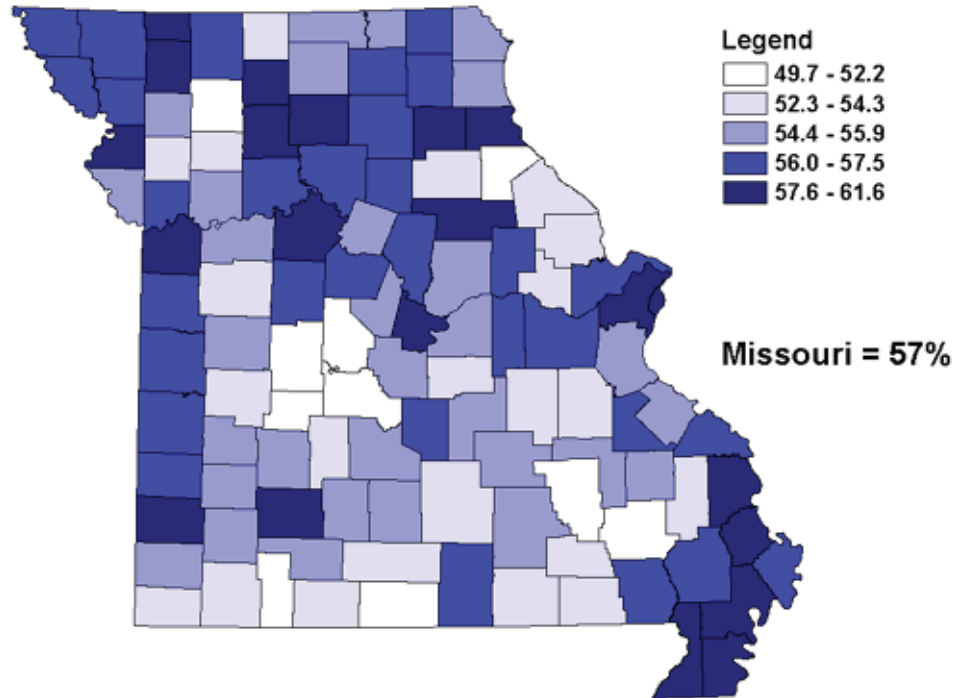 Legend
49.7 - 52.2
52.3 - 54.3
54.4 - 55.9
56.0 - 57.5
57.6 - 61.6
Missouri = 57%